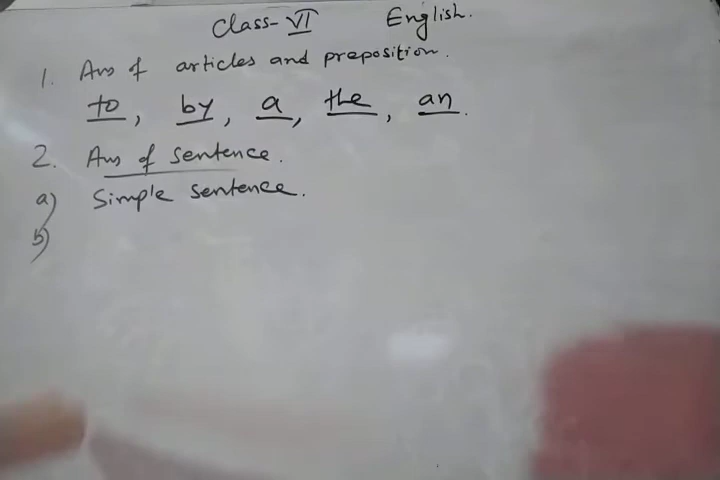 Class-VI English.
1. Ans of articles and preposition.
to, by, a, the, an.
2. Ans of sentence.
a) Simple sentence.
b)